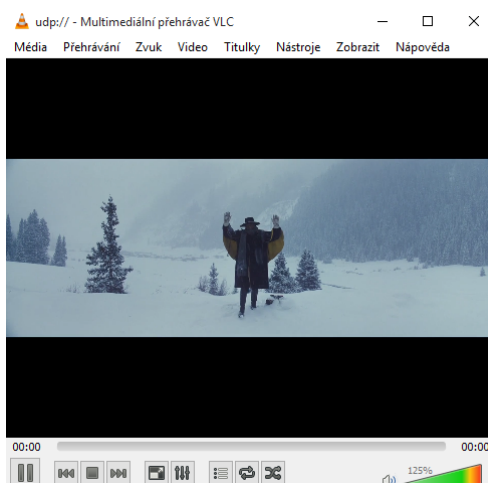 udp:// - Multimediální přehrávač VLC
Média Přehrávání Zvuk Video Titulky Nástroje Zobrazit Nápověda
00:00 00:00
125%